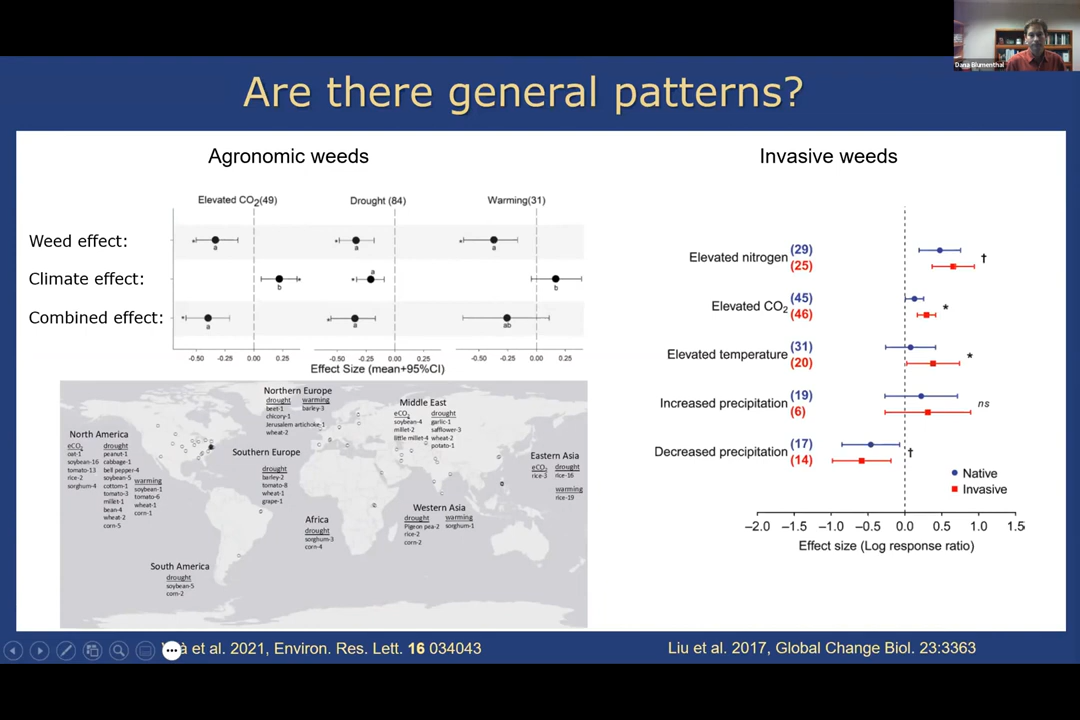 Dana Blumenthal
Are there general patterns?
Agronomic weeds
Elevated CO2(49)
Drought (84)
Warming(31)
Weed effect:
Climate effect:
Combined effect:
* a
* a
* a
b *
* a
b
* a
* a
ab
-0.50 -0.25 0.00 0.25
-0.50 -0.25 0.00 0.25
-0.50 -0.25 0.00 0.25
Effect Size (mean+95%CI)
North America
eCO2
oat-1
soybean-16
tomato-13
rice-2
sorghum-4
drought
peanut-1
cabbage-1
bell pepper-4
soybean-5
cottom-1
tomato-3
millet-1
bean-4
wheat-2
corn-5
warming
soybean-1
tomato-6
wheat-1
corn-1
Northern Europe
drought
beet-1
chicory-1
Jerusalem artichoke-1
wheat-2
warming
barley-3
Southern Europe
drought
barley-2
tomato-8
wheat-1
grape-1
Middle East
eCO2
soybean-4
millet-2
little millet-4
drought
garlic-1
safflower-3
wheat-2
potato-1
Eastern Asia
eCO2
rice-3
drought
rice-16
warming
rice-19
Western Asia
drought
Pigeon pea-2
rice-2
corn-2
warming
sorghum-1
Africa
drought
sorghum-3
corn-4
South America
drought
soybean-5
corn-2
Invasive weeds
Elevated nitrogen (29)
(25)
†
Elevated CO2 (45)
(46)
*
Elevated temperature (31)
(20)
*
Increased precipitation (19)
(6)
ns
Decreased precipitation (17)
(14)
†
Native
Invasive
-2.0 -1.5 -1.0 -0.5 0.0 0.5 1.0 1.5
Effect size (Log response ratio)
à et al. 2021, Environ. Res. Lett. 16 034043
Liu et al. 2017, Global Change Biol. 23:3363